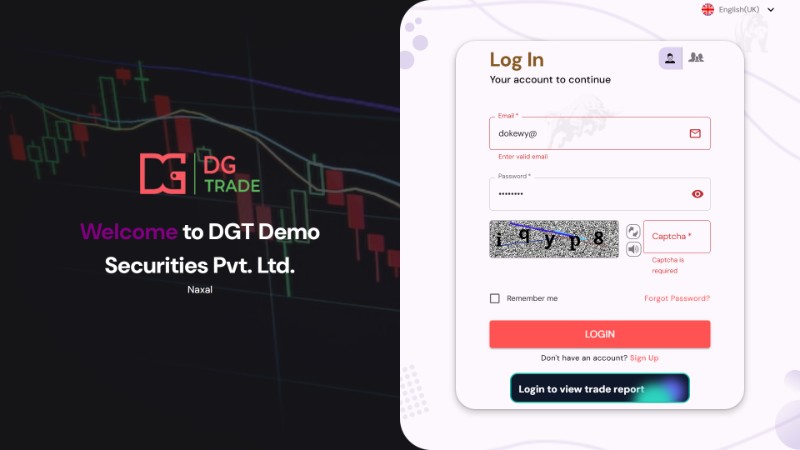 English(UK)
DG
TRADE
Welcome to DGT Demo
Securities Pvt. Ltd.
Naxal
Log In
Your account to continue
Email *
dokewy@
Enter valid email
Password *
••••••••
i q y p 8
Captcha *
Captcha is
required
Remember me
Forgot Password?
LOGIN
Don't have an account? Sign Up
Login to view trade report